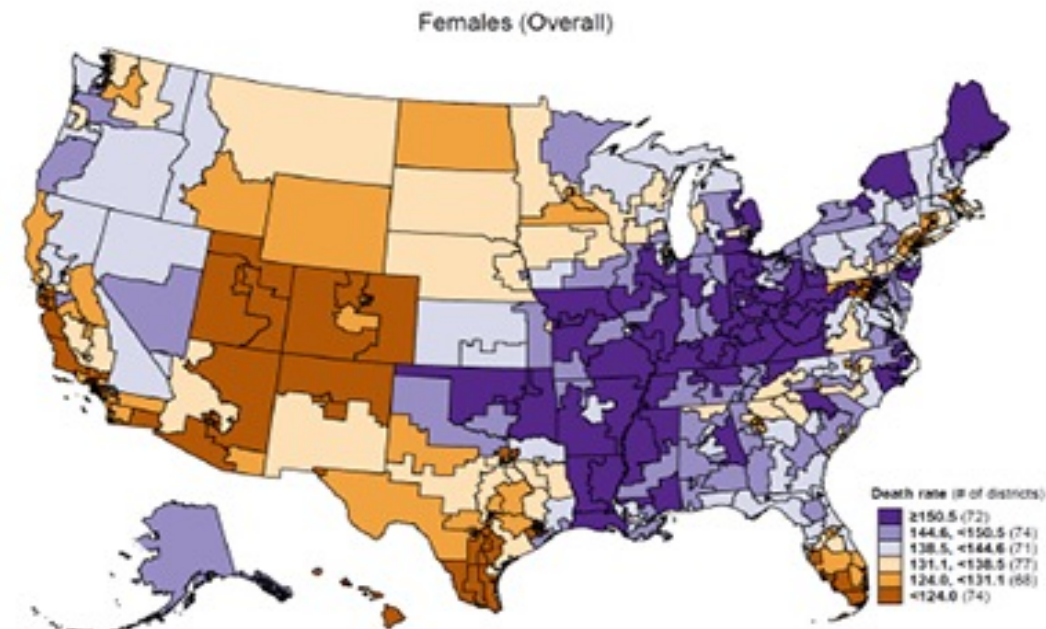 Females (Overall)
Death rate (# of districts)
≥150.5 (72)
144.6, <150.5 (74)
138.5, <144.6 (71)
131.1, <138.5 (77)
124.0, <131.1 (68)
<124.0 (74)